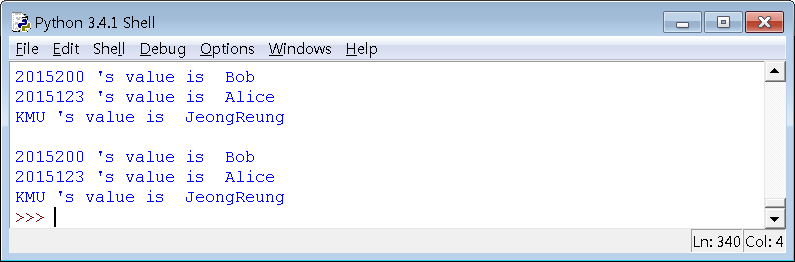 Python 3.4.1 Shell
File Edit Shell Debug Options Windows Help
2015200 's value is  Bob
2015123 's value is  Alice
KMU 's value is  JeongReung

2015200 's value is  Bob
2015123 's value is  Alice
KMU 's value is  JeongReung
>>>
Ln: 340 Col: 4